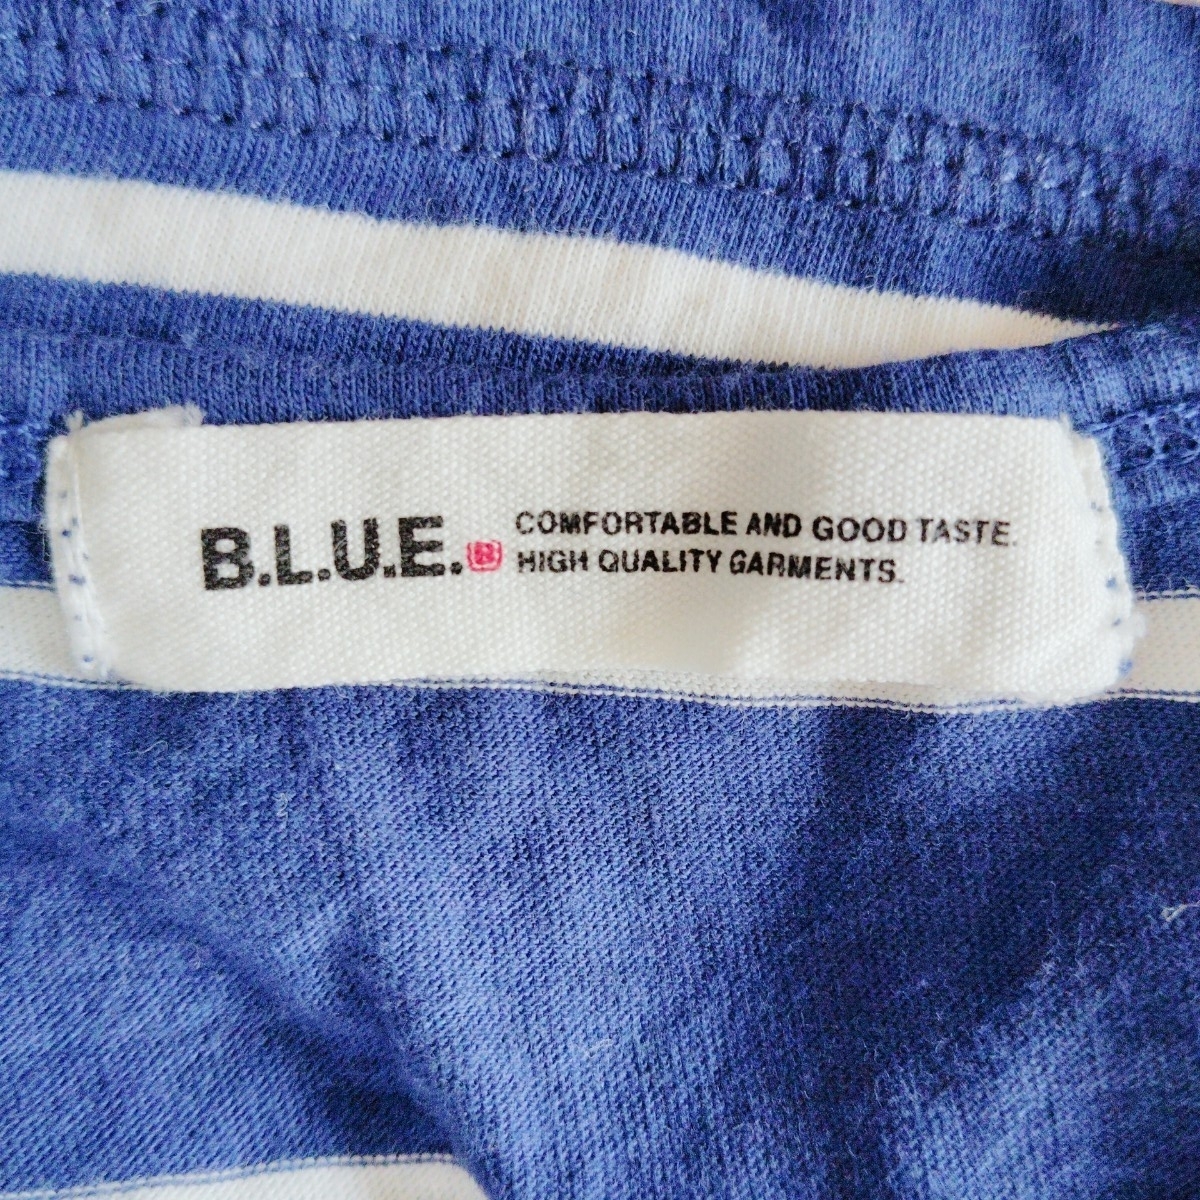 B.L.U.E.
COMFORTABLE AND GOOD TASTE.
HIGH QUALITY GARMENTS.